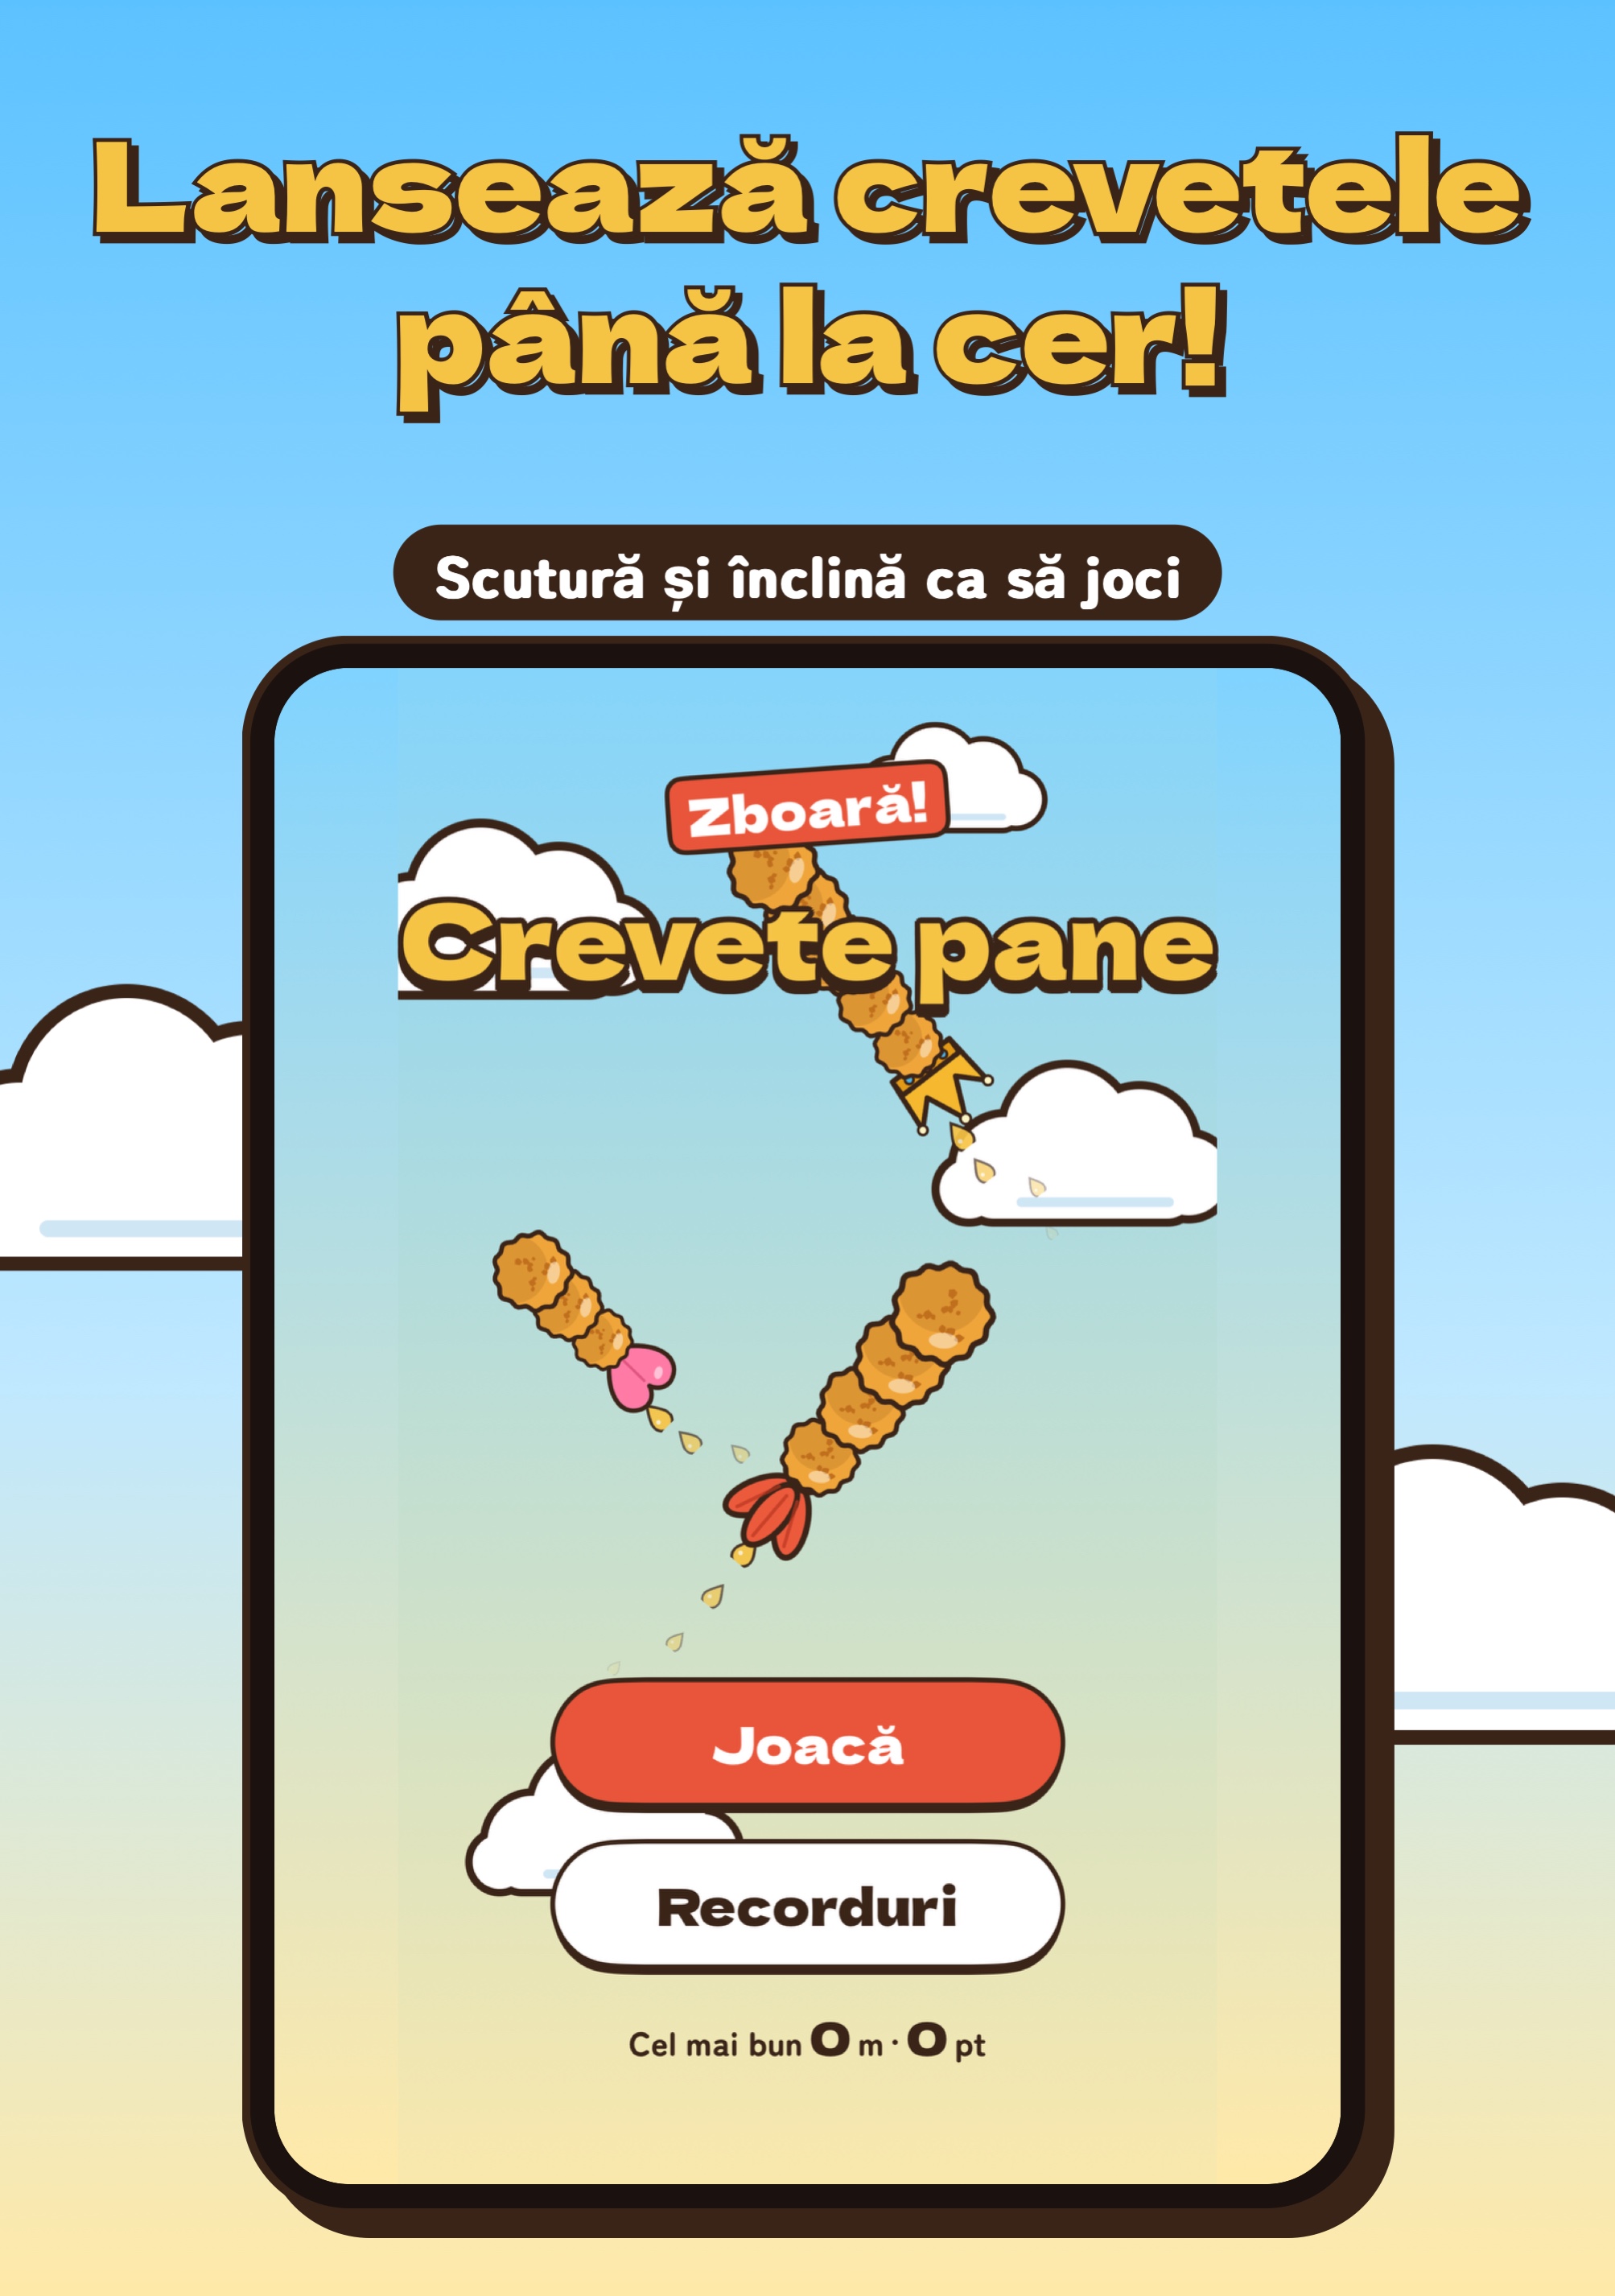 Lansează crevetele
până la cer!
Scutură și înclină ca să joci
Zboară!
Crevete pane
Joacă
Recorduri
Cel mai bun 0 m · 0 pt